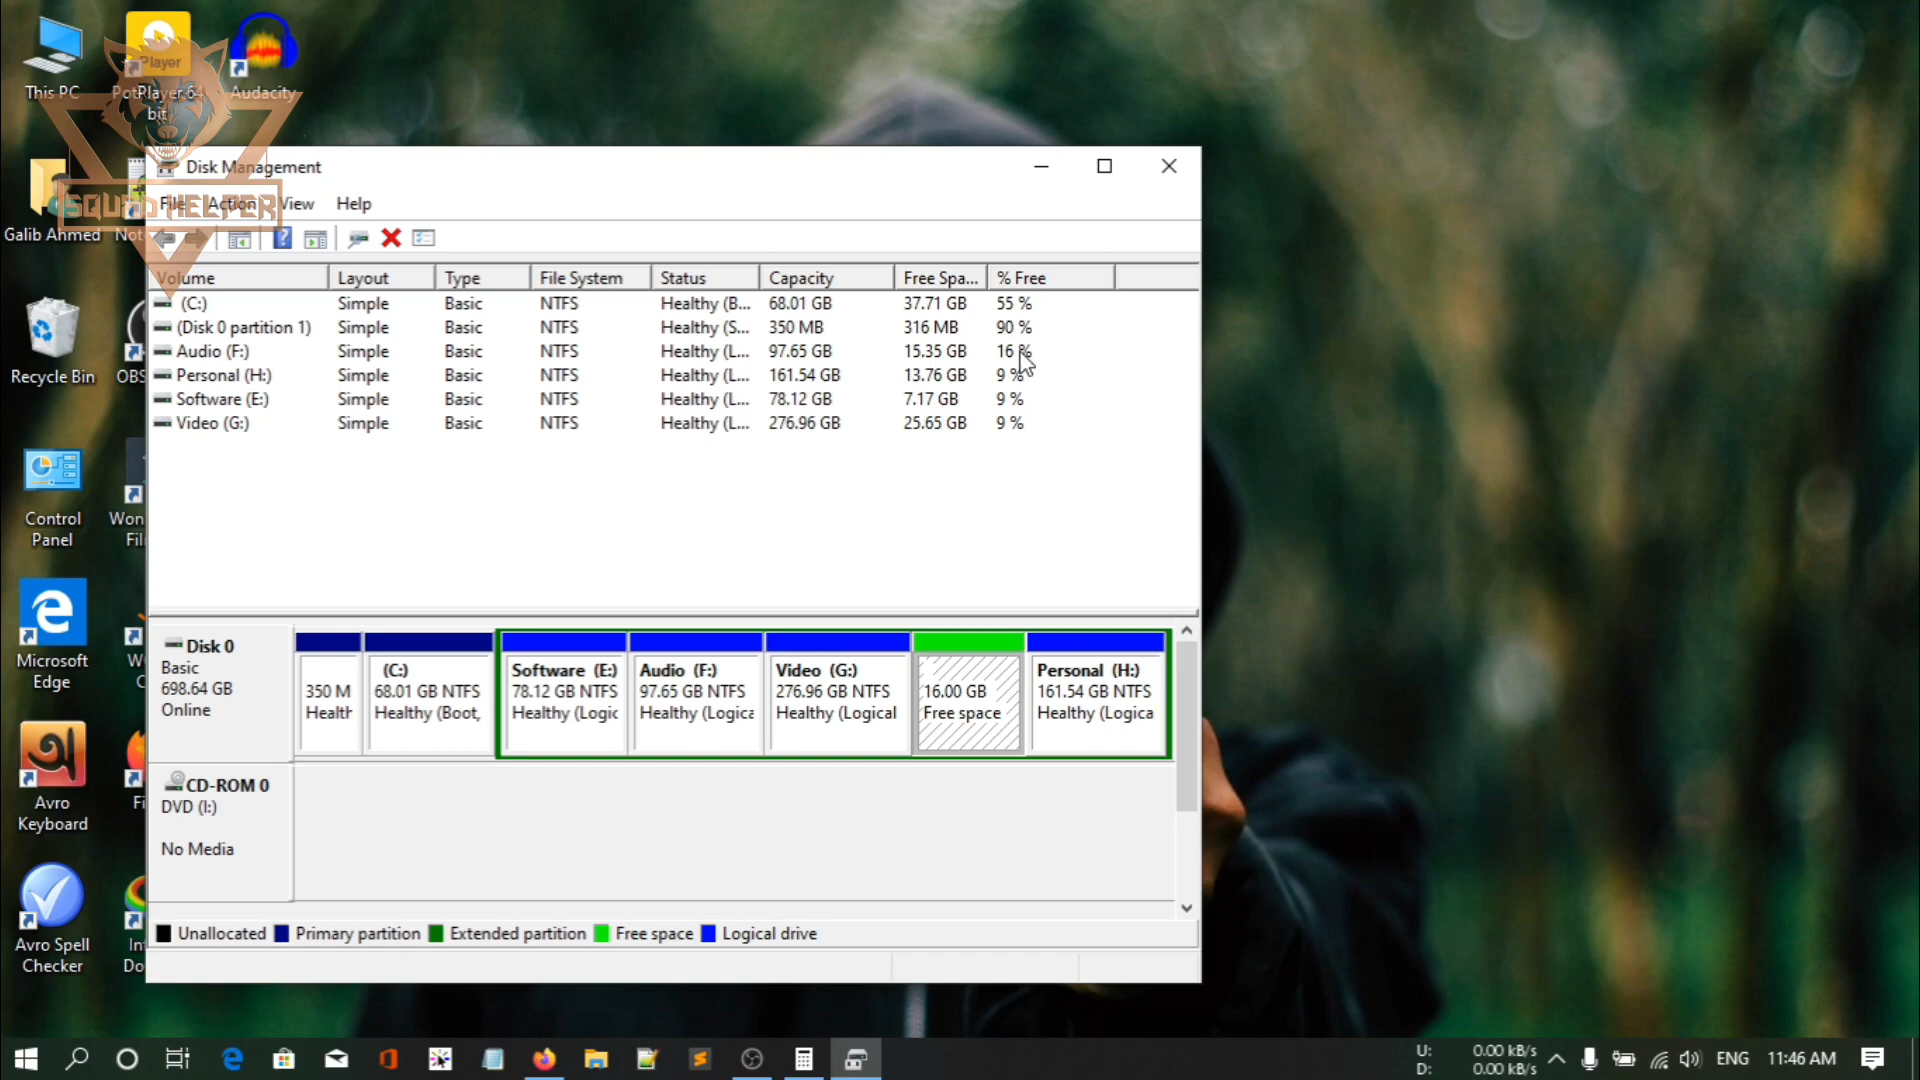 This PC
PotPlayer 64 bit
Audacity
Player
SQUAD HELPER
Galib Ahmed
Recycle Bin
Control Panel
Microsoft Edge
Avro Keyboard
Avro Spell Checker
Disk Management
File Action View Help
Volume Layout Type File System Status Capacity Free Spa... % Free
(C:) Simple Basic NTFS Healthy (B... 68.01 GB 37.71 GB 55 %
(Disk 0 partition 1) Simple Basic NTFS Healthy (S... 350 MB 316 MB 90 %
Audio (F:) Simple Basic NTFS Healthy (L... 97.65 GB 15.35 GB 16 %
Personal (H:) Simple Basic NTFS Healthy (L... 161.54 GB 13.76 GB 9 %
Software (E:) Simple Basic NTFS Healthy (L... 78.12 GB 7.17 GB 9 %
Video (G:) Simple Basic NTFS Healthy (L... 276.96 GB 25.65 GB 9 %
Disk 0
Basic
698.64 GB
Online
350 M
Health
(C:)
68.01 GB NTFS
Healthy (Boot,
Software (E:)
78.12 GB NTFS
Healthy (Logic
Audio (F:)
97.65 GB NTFS
Healthy (Logica
Video (G:)
276.96 GB NTFS
Healthy (Logical
16.00 GB
Free space
Personal (H:)
161.54 GB NTFS
Healthy (Logica
CD-ROM 0
DVD (I:)
No Media
Unallocated Primary partition Extended partition Free space Logical drive
U: 0.00 kB/s
D: 0.00 kB/s
ENG 11:46 AM